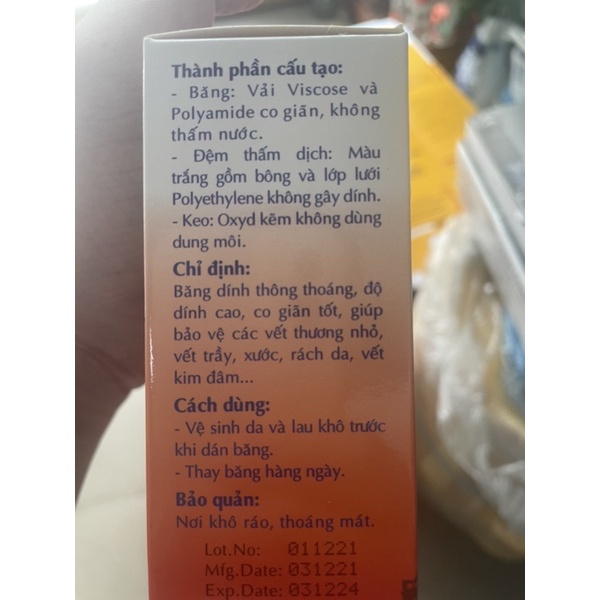 Thành phần cấu tạo:
- Băng: Vải Viscose và
Polyamide co giãn, không
thấm nước.
- Đệm thấm dịch: Màu
trắng gồm bông và lớp lưới
Polyethylene không gây dính.
- Keo: Oxyd kẽm không dùng
dung môi.
Chỉ định:
Băng dính thông thoáng, độ
dính cao, co giãn tốt, giúp
bảo vệ các vết thương nhỏ,
vết trầy, xước, rách da, vết
kim đâm...
Cách dùng:
- Vệ sinh da và lau khô trước
khi dán băng.
- Thay băng hàng ngày.
Bảo quản:
Nơi khô ráo, thoáng mát.
Lot.No: 011221
Mfg.Date: 031221
Exp.Date: 031224